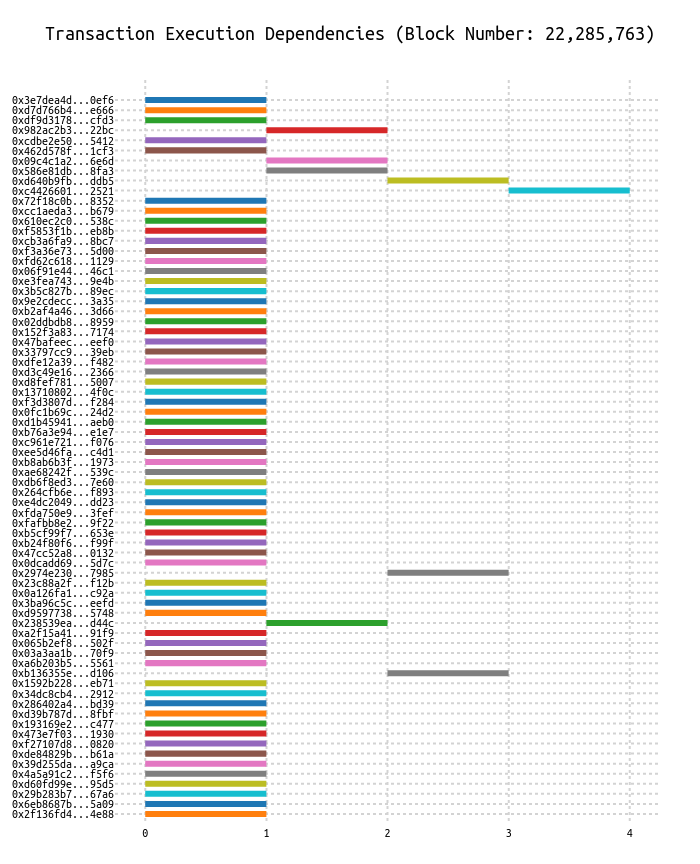 Transaction Execution Dependencies (Block Number: 22,285,763)
0x3e7dea4d...0ef6
0xd7d766b4...e666
0xdf9d3178...cfd3
0x982ac2b3...22bc
0xcdbe2e50...5412
0x462d578f...1cf3
0x09c4c1a2...6e6d
0x586e81db...8fa3
0xd640b9fb...ddb5
0xc4426601...2521
0x72f18c0b...8352
0xcc1aeda3...b679
0x610ec2c0...538c
0xf5853f1b...eb8b
0xcb3a6fa9...8bc7
0xf3a36e73...5d00
0xfd62c618...1129
0x06f91e44...46c1
0xe3fea743...9e4b
0x3b5c827b...89ec
0x9e2cdecc...3a35
0xb2af4a46...3d66
0x02ddbdb8...8959
0x152f3a83...7174
0x47bafeec...eef0
0x33797cc9...39eb
0xdfe12a39...f482
0xd3c49e16...2366
0xd8fef781...5007
0x13710802...4f0c
0xf3d3807d...f284
0x0fc1b69c...24d2
0xd1b45941...aeb0
0xb76a3e94...e1e7
0xc961e721...f076
0xee5d46fa...c4d1
0xb8ab6b3f...1973
0xae68242f...539c
0xdb6f8ed3...7e60
0x264cfb6e...f893
0xe4dc2049...dd23
0xfda750e9...3fef
0xfafbb8e2...9f22
0xb5cf99f7...653e
0xb24f80f6...f99f
0x47cc52a8...0132
0x0dcadd69...5d7c
0x2974e230...7985
0x23c88a2f...f12b
0x0a126fa1...c92a
0x3ba96c5c...eefd
0xd9597738...5748
0x238539ea...d44c
0xa2f15a41...91f9
0x065b2ef8...502f
0x03a3aa1b...70f9
0xa6b203b5...5561
0xb136355e...d106
0x1592b228...eb71
0x34dc8cb4...2912
0x286402a4...bd39
0xd39b787d...8fbf
0x193169e2...c477
0x473e7f03...1930
0xf27107d8...0820
0xde84829b...b61a
0x39d255da...a9ca
0x4a5a91c2...f5f6
0xd60fd99e...95d5
0x29b283b7...67a6
0x6eb8687b...5a09
0x2f136fd4...4e88
0 1 2 3 4